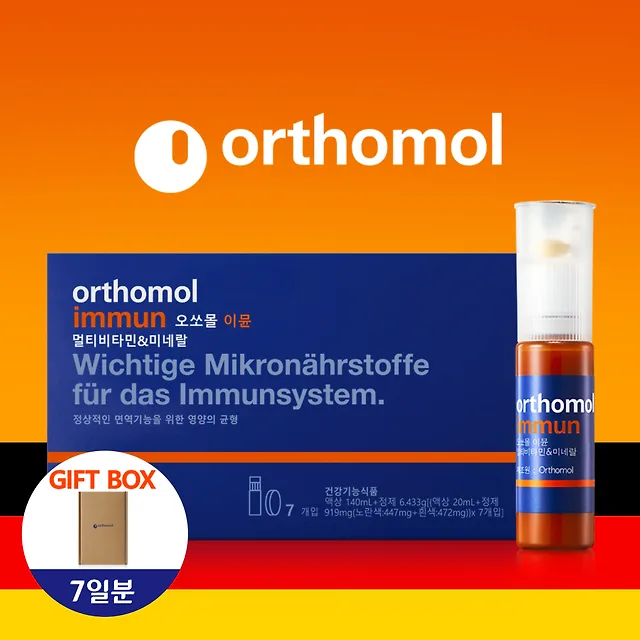 orthomol
orthomol
immun 오쏘몰 이뮨
멀티비타민&미네랄
Wichtige Mikronährstoffe
für das Immunsystem.
정상적인 면역기능을 위한 영양의 균형
건강기능식품
7 개입 액상 140mL+정제 6.433g[(액상 20mL+정제
919mg(노란색:447mg+흰색:472mg)]x 7개입]
orthomol
immun
오쏘몰 이뮨
멀티비타민&미네랄
제조원 : Orthomol
GIFT BOX
orthomol
7일분